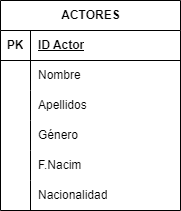 ACTORES
PK ID Actor
Nombre
Apellidos
Género
F.Nacim
Nacionalidad